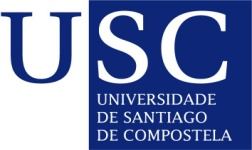 USC
UNIVERSIDADE
DE SANTIAGO
DE COMPOSTELA